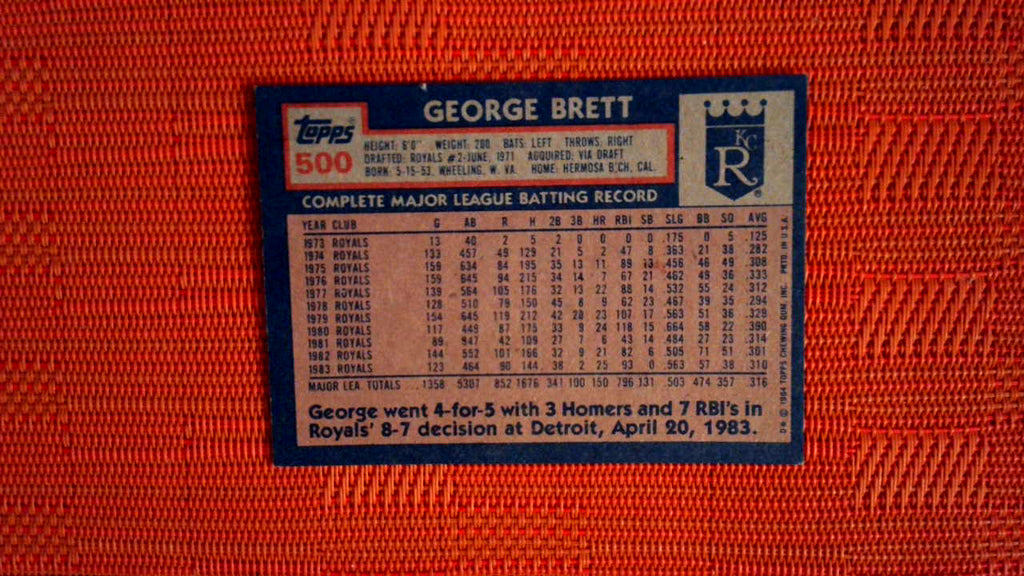 GEORGE BRETT
Topps®
500
HEIGHT: 6'0" WEIGHT: 200 BATS: LEFT THROWS: RIGHT
DRAFTED: ROYALS #2-JUNE, 1971 ACQUIRED: VIA DRAFT
BORN: 5-15-53, WHEELING, W. VA. HOME: HERMOSA B'CH, CAL.
KC
R®
COMPLETE MAJOR LEAGUE BATTING RECORD
YEAR CLUB G AB R H 2B 3B HR RBI SB SLG BB SO AVG
1973 ROYALS 13 40 2 5 2 0 0 0 0 .175 0 5 .125
1974 ROYALS 133 457 49 129 21 5 2 47 8 .363 21 38 .282
1975 ROYALS 159 634 84 195 35 13 11 89 13 .456 46 49 .308
1976 ROYALS 159 645 94 215 34 14 7 67 21 .462 49 36 .333
1977 ROYALS 139 564 105 176 32 13 22 88 14 .532 55 24 .312
1978 ROYALS 128 510 79 150 45 8 9 62 23 .467 39 35 .294
1979 ROYALS 154 645 119 212 42 20 23 107 17 .563 51 36 .329
1980 ROYALS 117 449 87 175 33 9 24 118 15 .664 58 22 .390
1981 ROYALS 89 347 42 109 27 7 6 43 14 .484 27 23 .314
1982 ROYALS 144 552 101 166 32 9 21 82 6 .505 71 51 .301
1983 ROYALS 123 464 90 144 38 2 25 93 0 .563 57 38 .310
MAJOR LEA. TOTALS ... 1358 5307 852 1676 341 100 150 796 131 .503 474 357 .316
George went 4-for-5 with 3 Homers and 7 RBI's in
Royals' 8-7 decision at Detroit, April 20, 1983.
D* © 1984 TOPPS CHEWING GUM, INC. PRTD. IN U.S.A.